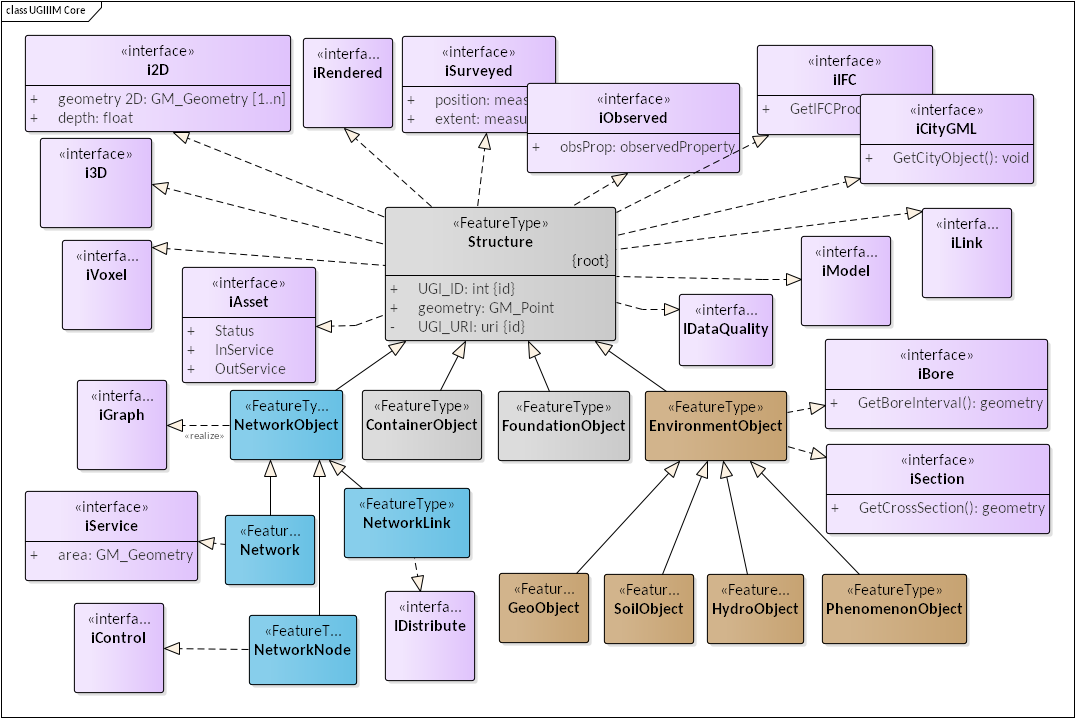 class UGIIIM Core
«interface»
i2D
+ geometry 2D: GM_Geometry [1..n]
+ depth: float
«interfa...
iRendered
«interface»
iSurveyed
+ position: meas
+ extent: measu
«interface»
iObserved
+ obsProp: observedProperty
«interface»
iIFC
+ GetIFCProd
«interface»
iCityGML
+ GetCityObject(): void
«interfa...
i3D
«interfa...
iVoxel
«interface»
iAsset
+ Status
+ InService
+ OutService
«FeatureType»
Structure
{root}
+ UGI_ID: int {id}
+ geometry: GM_Point
- UGI_URI: uri {id}
«interfa...
iLink
«interfa...
iModel
«interfa...
IDataQuality
«interfa...
iGraph
«realize»
«FeatureTy...
NetworkObject
«FeatureType»
ContainerObject
«FeatureType»
FoundationObject
«FeatureType»
EnvironmentObject
«interface»
iBore
+ GetBoreInterval(): geometry
«interface»
iSection
+ GetCrossSection(): geometry
«interface»
iService
+ area: GM_Geometry
«Featur...
Network
«FeatureType»
NetworkLink
«interfa...
iControl
«FeatureT...
NetworkNode
«interfa...
IDistribute
«Featur...
GeoObject
«Featur...
SoilObject
«Feature...
HydroObject
«FeatureType»
PhenomenonObject